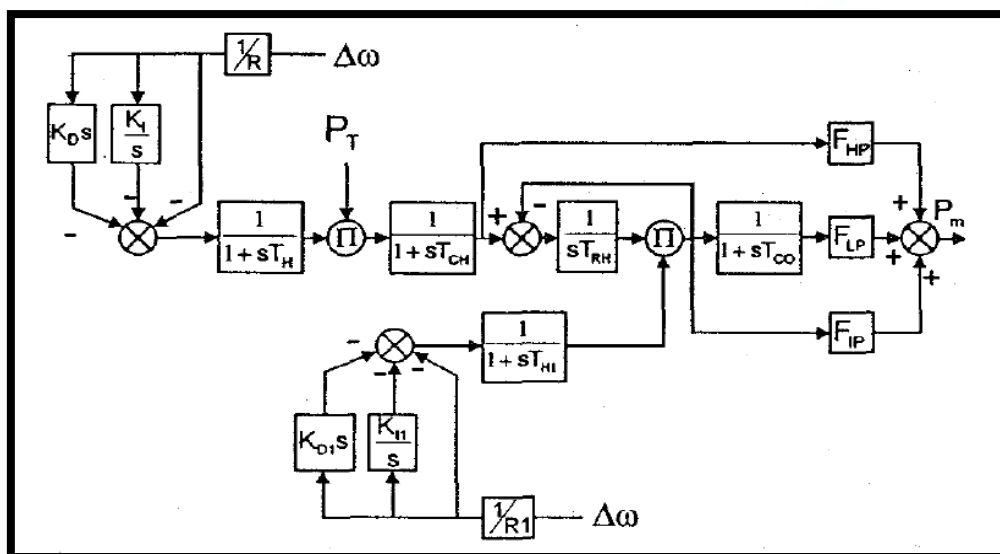 1/R Δω
K_D s
K_I
s
P_T
F_HP
− − −
1
1 + sT_H
Π
1
1 + sT_CH
+
−
1
sT_RH
Π
1
1 + sT_CO
F_LP
+ P_m
+
+
F_IP
− − −
1
1 + sT_HI
K_D1 s
K_I1
s
1/R1 Δω